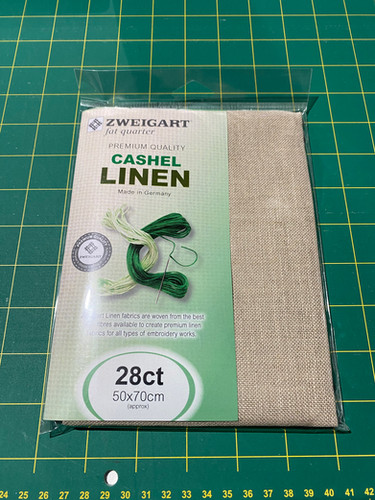 ZWEIGART
fat quarter
PREMIUM QUALITY
CASHEL
LINEN
Made in Germany
Linen fabrics are woven from the best
available to create premium linen
for all types of embroidery works.
28ct
50x70cm
(approx)
24 25 26 27 28 29 30 31 32 33 34 35 36 37 38 39 40 41 42